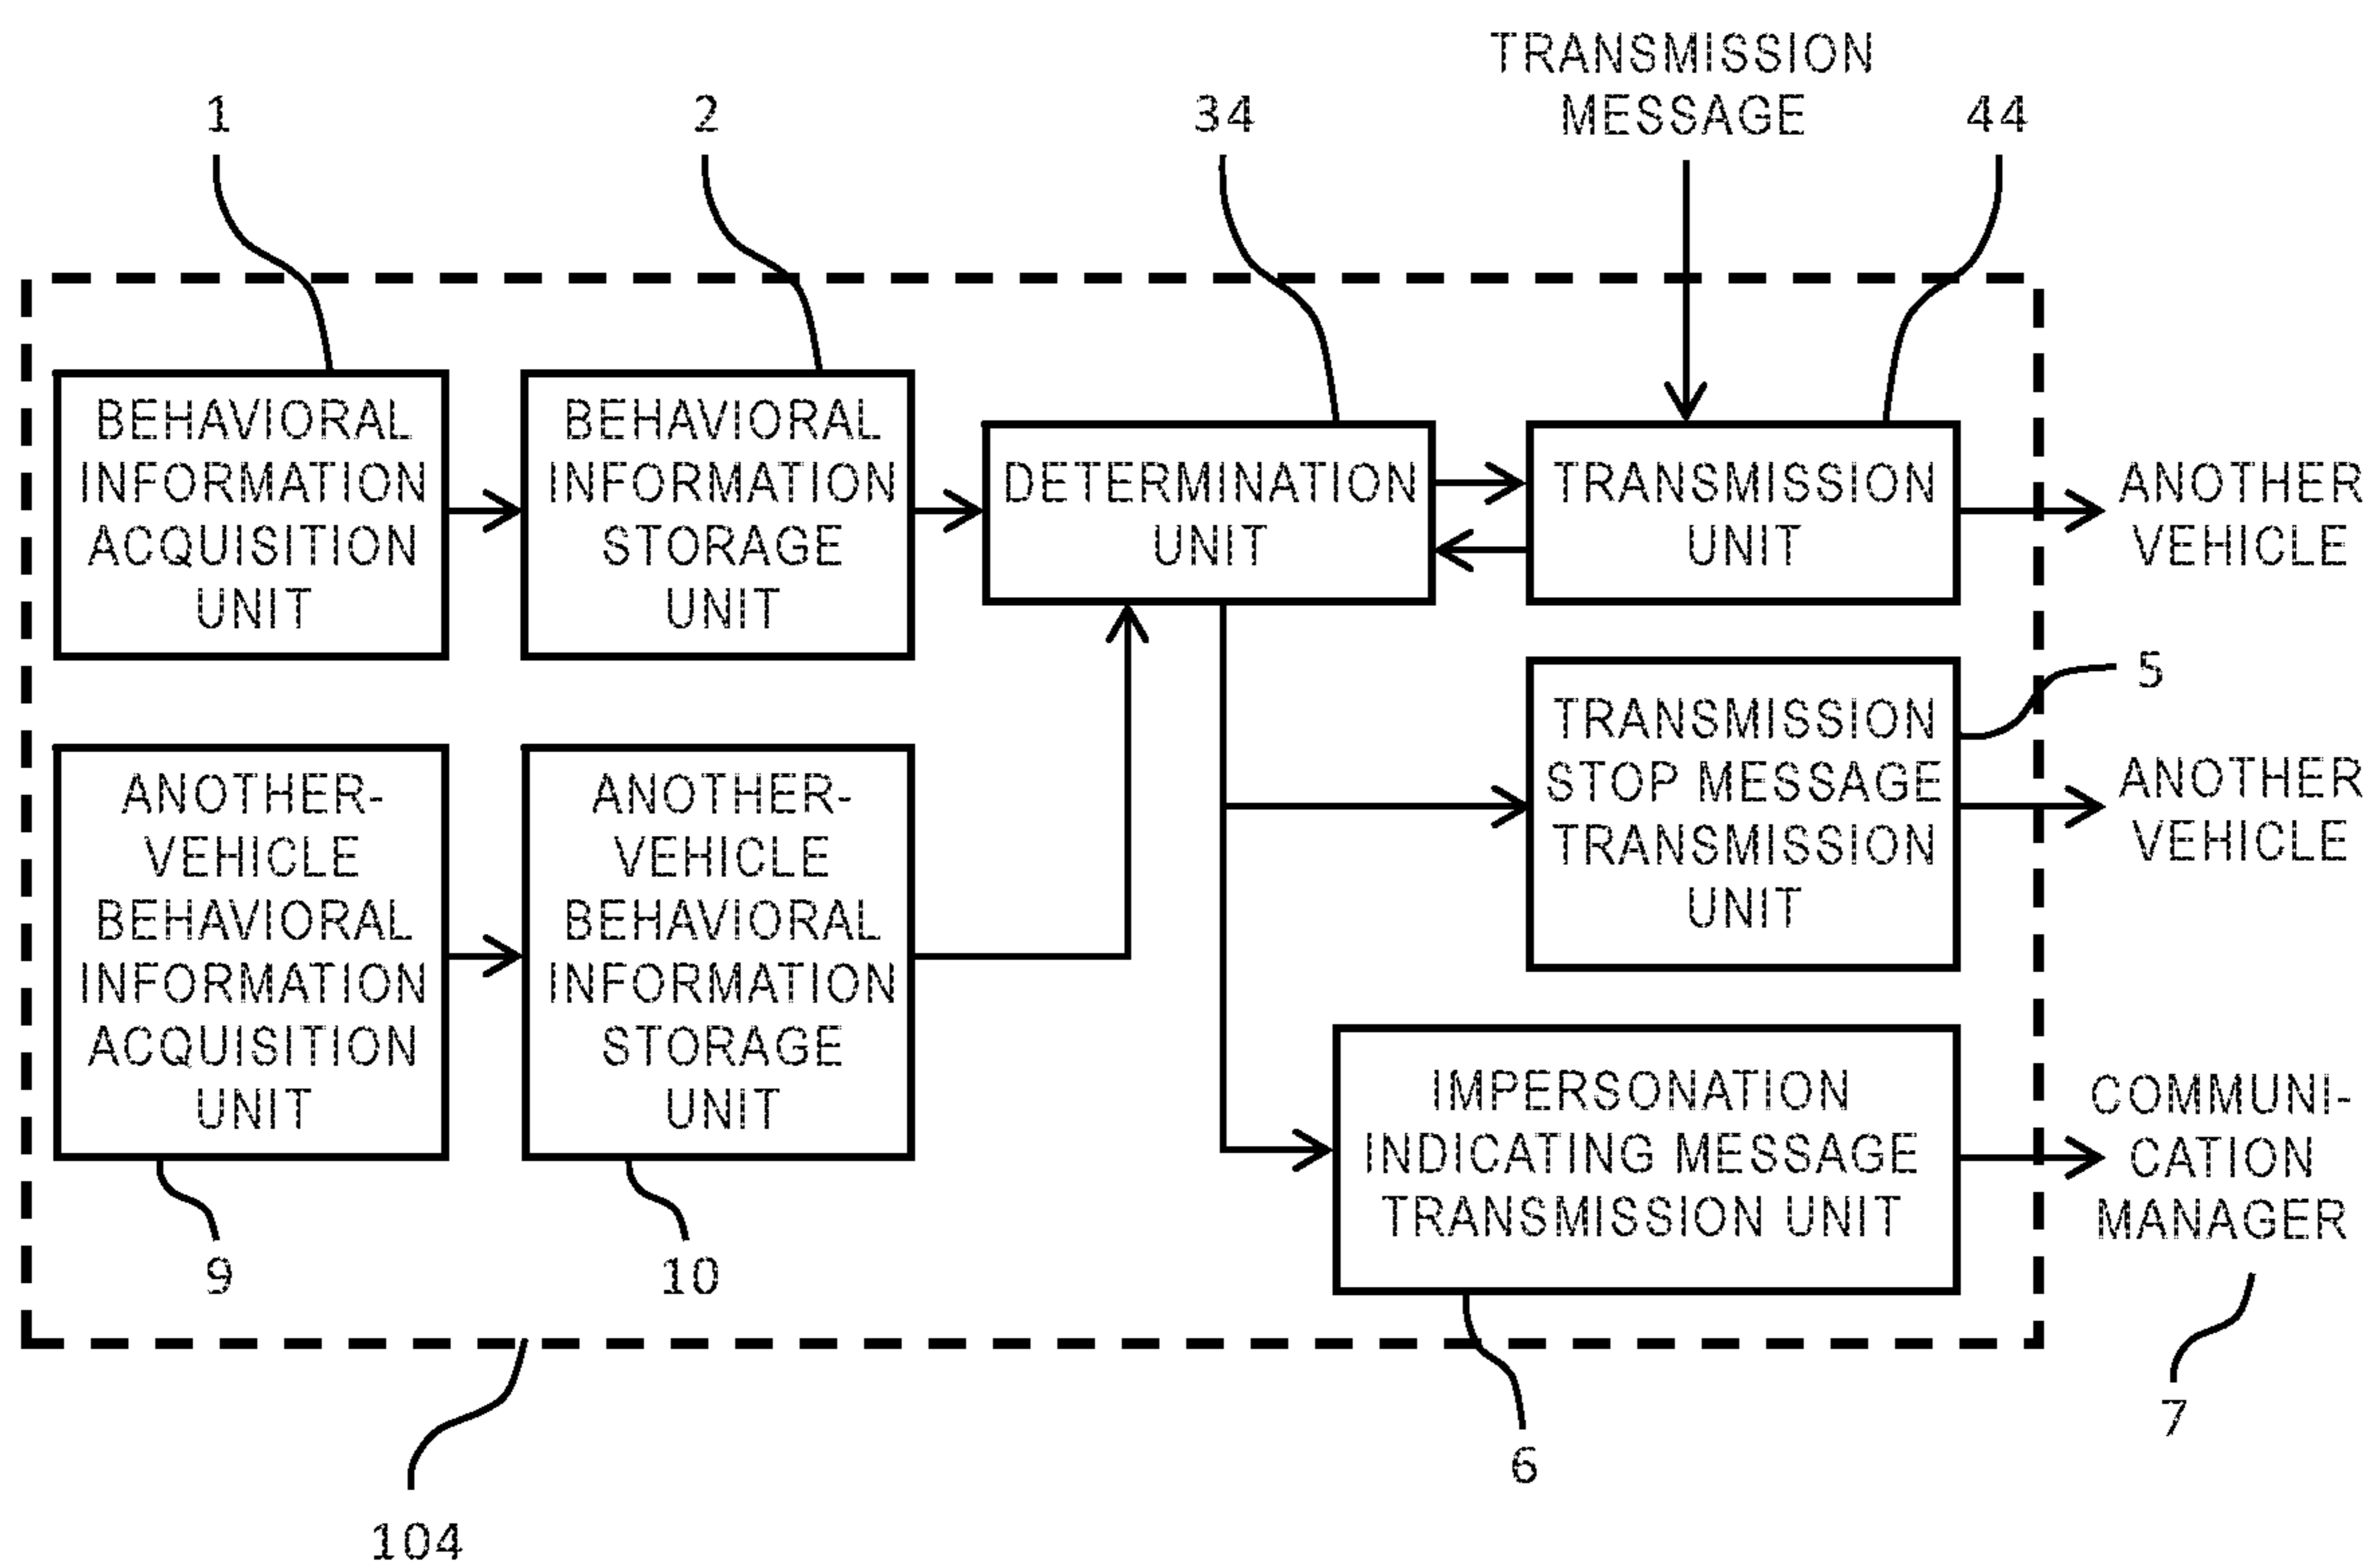 TRANSMISSION
MESSAGE
1
2
34
44
BEHAVIORAL
INFORMATION
ACQUISITION
UNIT
BEHAVIORAL
INFORMATION
STORAGE
UNIT
DETERMINATION
UNIT
TRANSMISSION
UNIT
ANOTHER
VEHICLE
5
TRANSMISSION
STOP MESSAGE
TRANSMISSION
UNIT
ANOTHER
VEHICLE
ANOTHER-
VEHICLE
BEHAVIORAL
INFORMATION
ACQUISITION
UNIT
ANOTHER-
VEHICLE
BEHAVIORAL
INFORMATION
STORAGE
UNIT
IMPERSONATION
INDICATING MESSAGE
TRANSMISSION UNIT
COMMUNI-
CATION
MANAGER
9
10
7
6
104